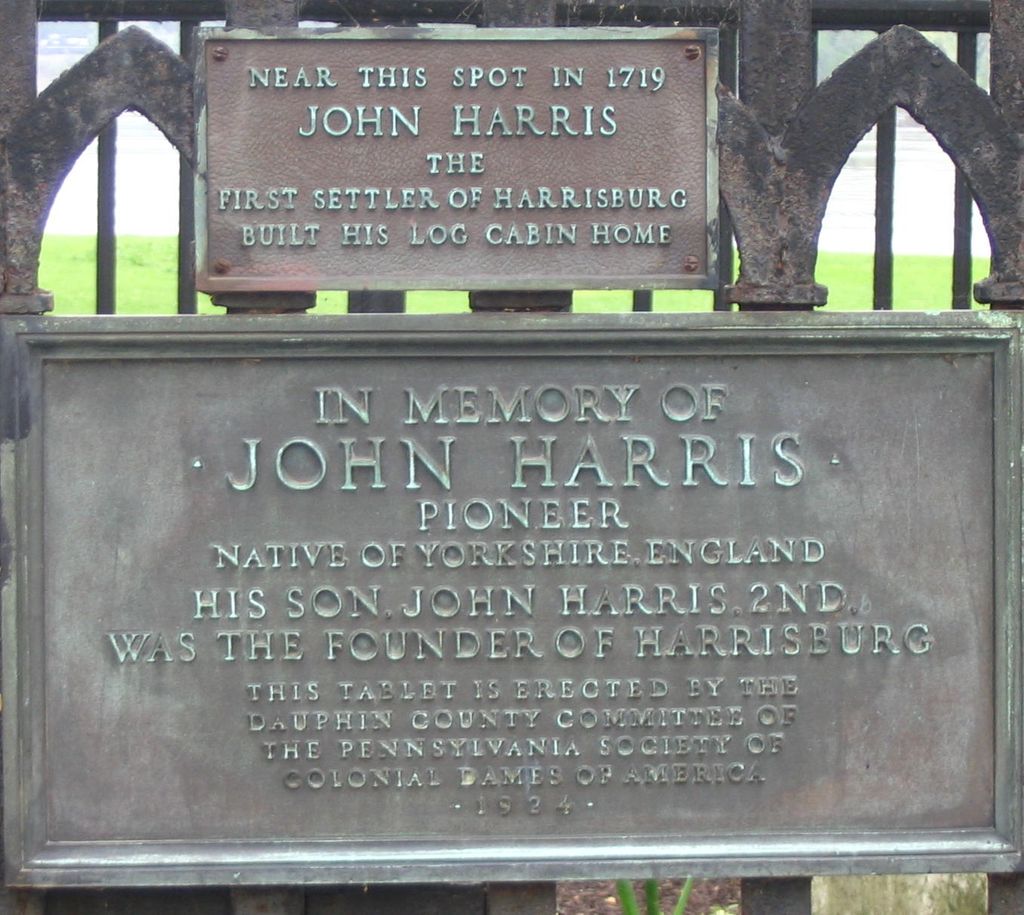 NEAR THIS SPOT IN 1719
JOHN HARRIS
THE
FIRST SETTLER OF HARRISBURG
BUILT HIS LOG CABIN HOME
IN MEMORY OF
· JOHN HARRIS ·
PIONEER
NATIVE OF YORKSHIRE, ENGLAND
HIS SON, JOHN HARRIS, 2ND,
WAS THE FOUNDER OF HARRISBURG
THIS TABLET IS ERECTED BY THE
DAUPHIN COUNTY COMMITTEE OF
THE PENNSYLVANIA SOCIETY OF
COLONIAL DAMES OF AMERICA
· 1924 ·